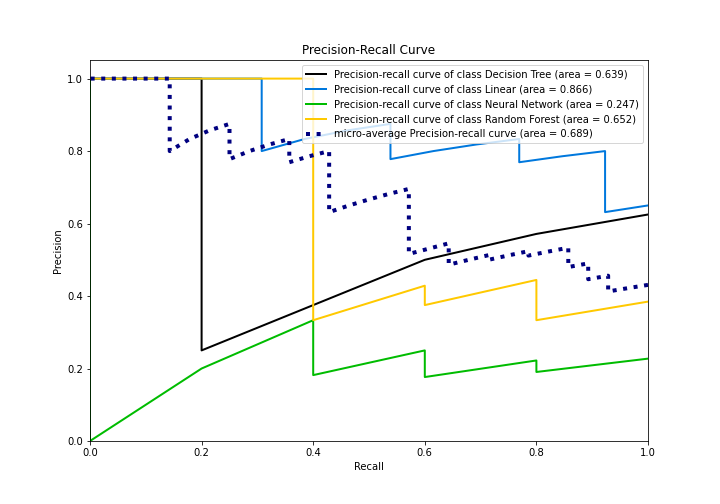 Precision-Recall Curve
Precision-recall curve of class Decision Tree (area = 0.639)
Precision-recall curve of class Linear (area = 0.866)
Precision-recall curve of class Neural Network (area = 0.247)
Precision-recall curve of class Random Forest (area = 0.652)
micro-average Precision-recall curve (area = 0.689)
Precision
1.0
0.8
0.6
0.4
0.2
0.0
0.0 0.2 0.4 0.6 0.8 1.0
Recall